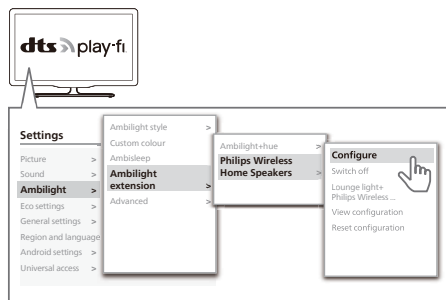 dts play-fi
Settings
Picture >
Sound >
Ambilight >
Eco settings >
General settings >
Region and language
Android settings >
Universal access >
Ambilight style >
Custom colour
Ambisleep
Ambilight
extension >
Advanced >
Ambilight+hue >
Philips Wireless
Home Speakers >
Configure
Switch off
Lounge light+
Philips Wireless ...
View configuration
Reset configuration